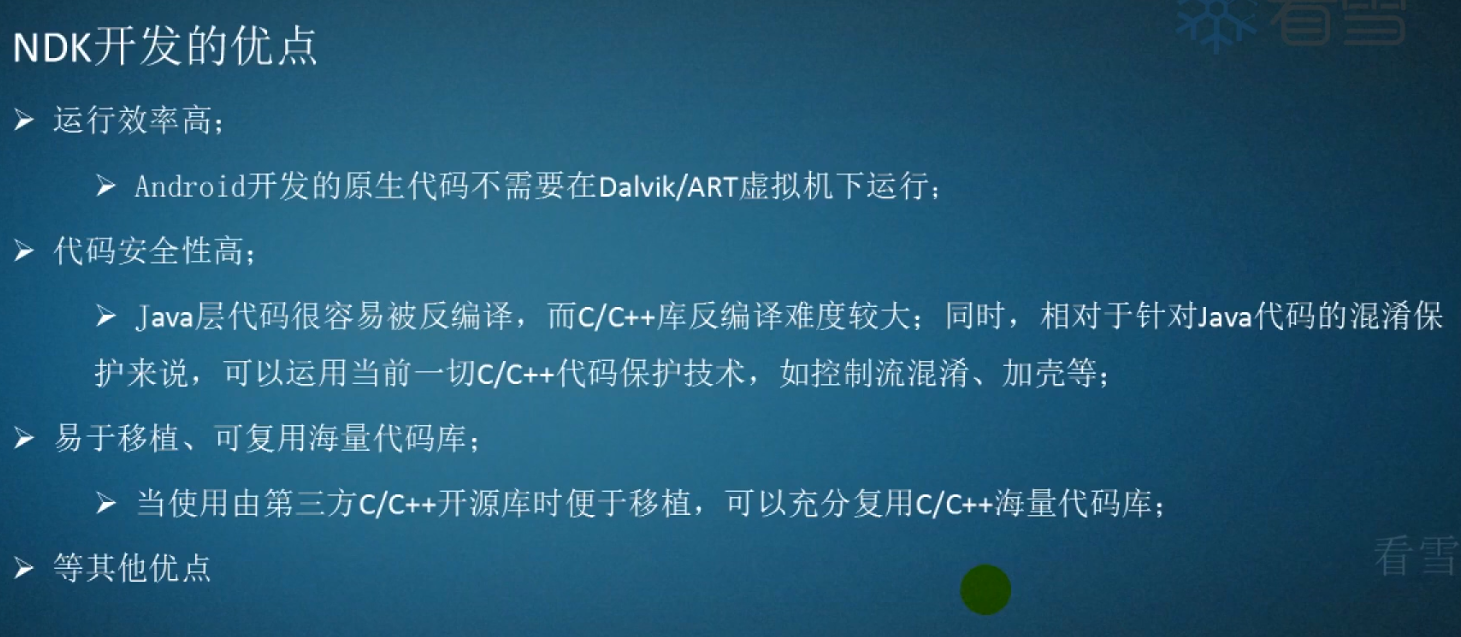 看雪
NDK开发的优点
➢ 运行效率高；
➢ Android开发的原生代码不需要在Dalvik/ART虚拟机下运行；
➢ 代码安全性高；
➢ Java层代码很容易被反编译，而C/C++库反编译难度较大；同时，相对于针对Java代码的混淆保
护来说，可以运用当前一切C/C++代码保护技术，如控制流混淆、加壳等；
➢ 易于移植、可复用海量代码库；
➢ 当使用由第三方C/C++开源库时便于移植，可以充分复用C/C++海量代码库；
➢ 等其他优点
看雪